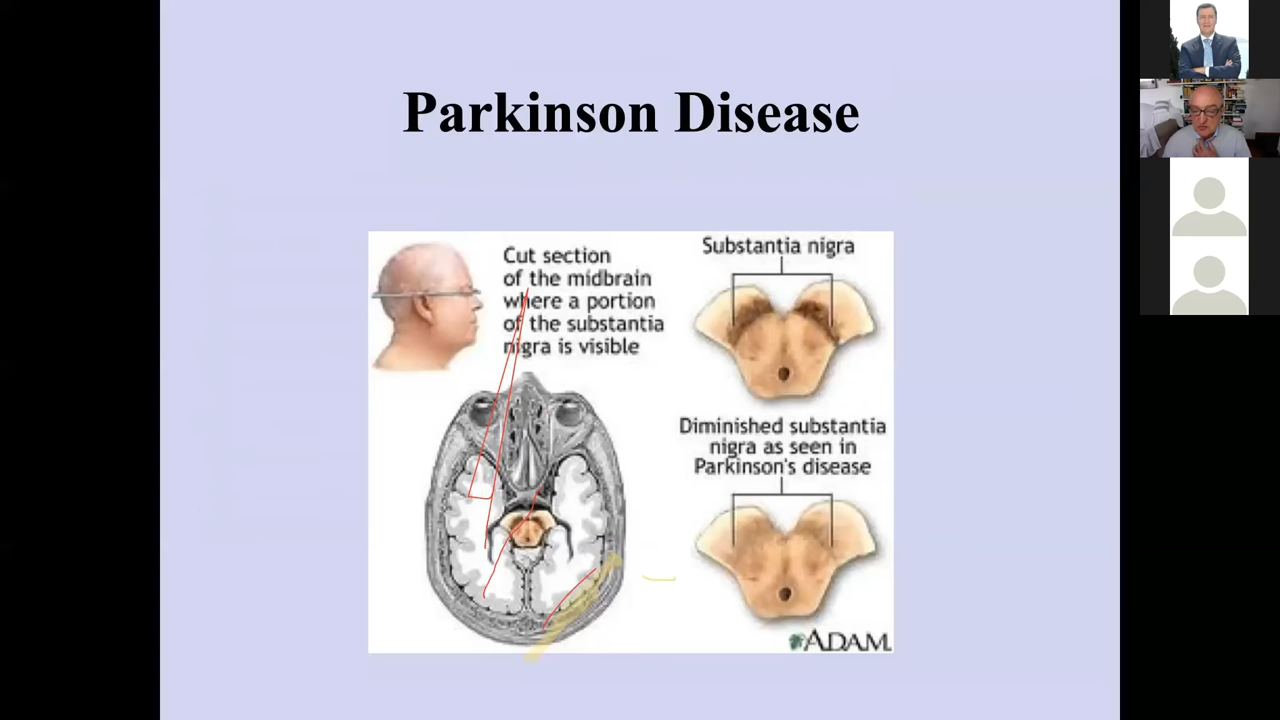 Parkinson Disease
Cut section
of the midbrain
where a portion
of the substantia
nigra is visible
Substantia nigra
Diminished substantia
nigra as seen in
Parkinson's disease
ADAM.